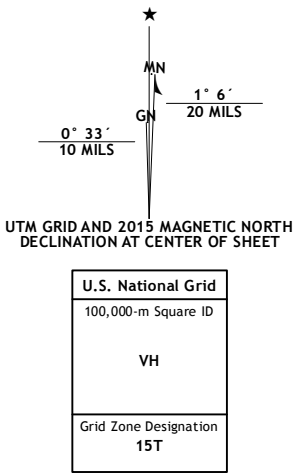 ★
MN
1° 6´
20 MILS
GN
0° 33´
10 MILS
UTM GRID AND 2015 MAGNETIC NORTH
DECLINATION AT CENTER OF SHEET
U.S. National Grid
100,000-m Square ID
VH
Grid Zone Designation
15T